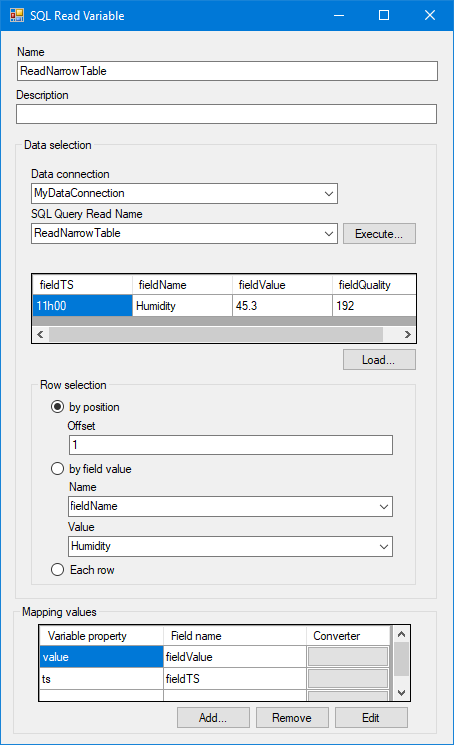 SQL Read Variable
Name
ReadNarrowTable
Description
Data selection
Data connection
MyDataConnection
SQL Query Read Name
ReadNarrowTable
Execute...
fieldTS fieldName fieldValue fieldQuality
11h00 Humidity 45.3 192
Load...
Row selection
by position
Offset
1
by field value
Name
fieldName
Value
Humidity
Each row
Mapping values
Variable property Field name Converter
value fieldValue
ts fieldTS
Add... Remove Edit